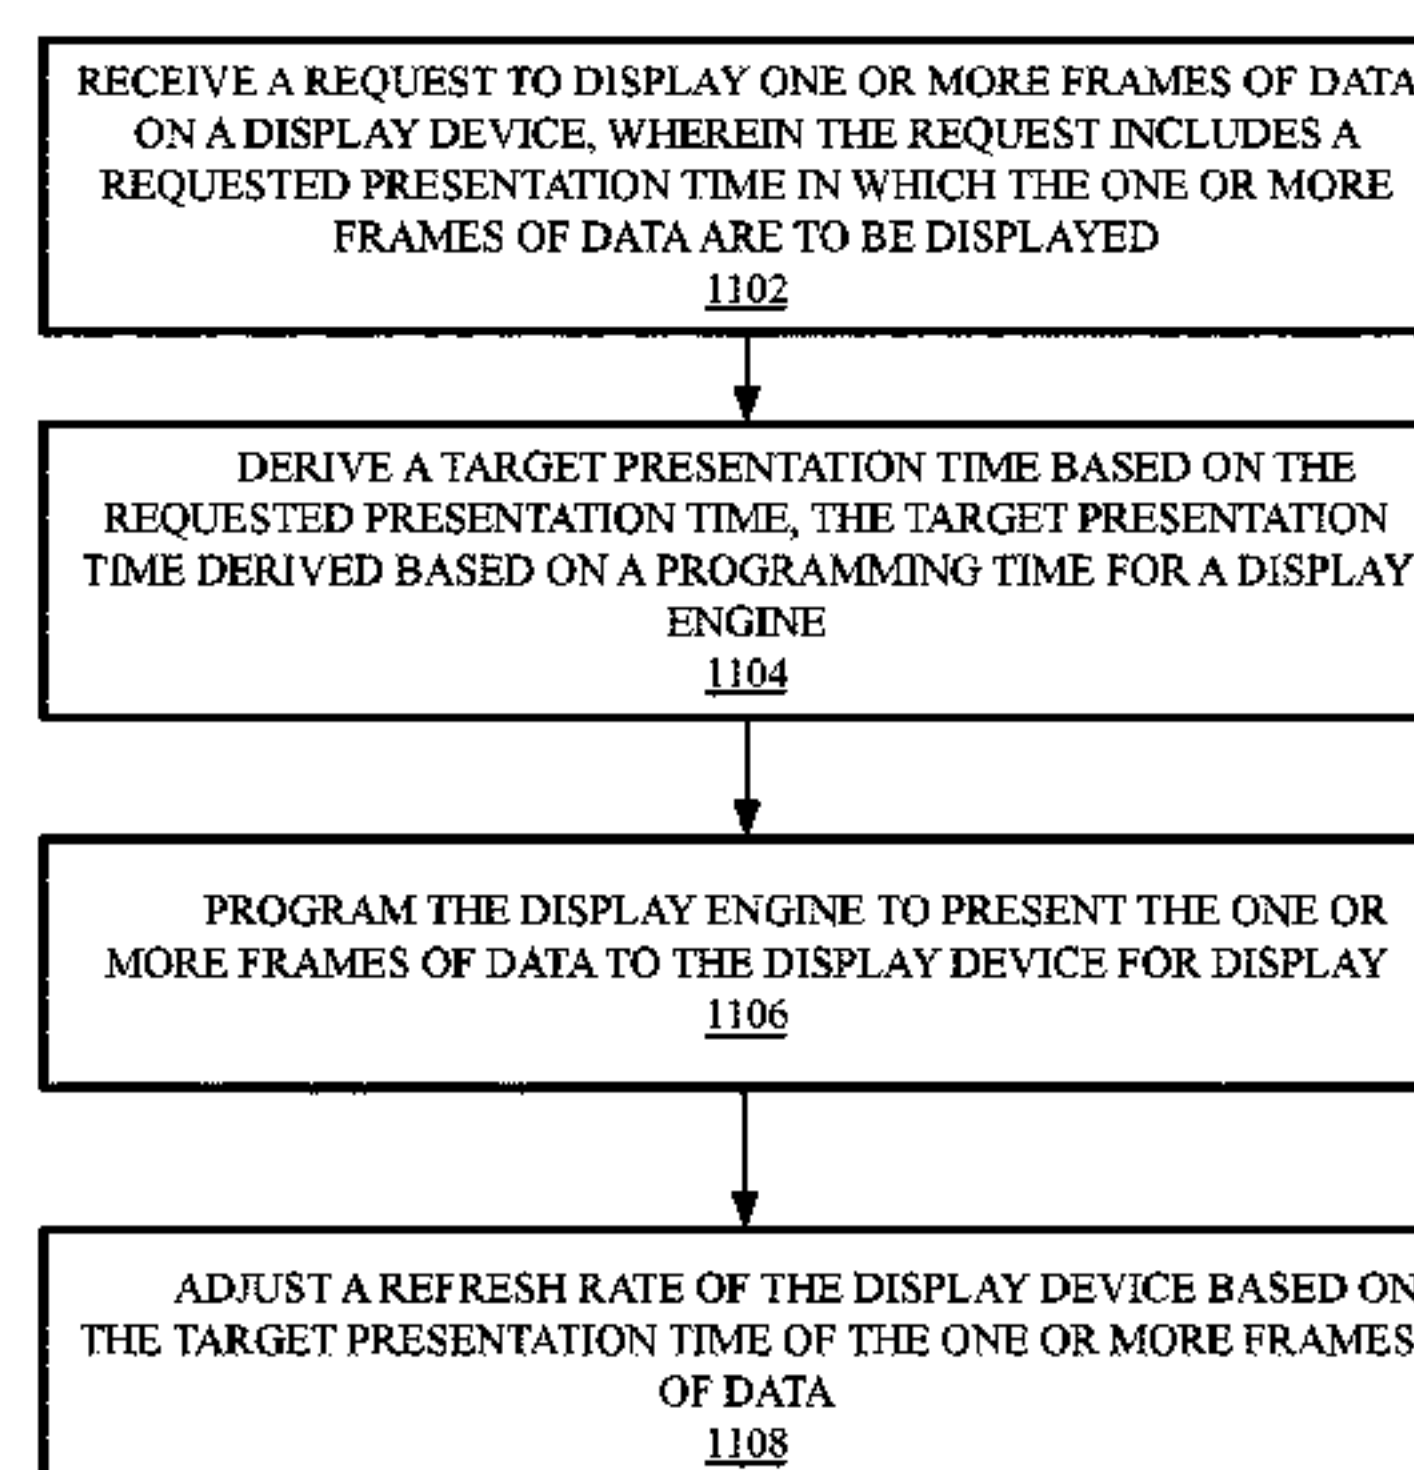 RECEIVE A REQUEST TO DISPLAY ONE OR MORE FRAMES OF DATA
ON A DISPLAY DEVICE, WHEREIN THE REQUEST INCLUDES A
REQUESTED PRESENTATION TIME IN WHICH THE ONE OR MORE
FRAMES OF DATA ARE TO BE DISPLAYED
1102
DERIVE A TARGET PRESENTATION TIME BASED ON THE
REQUESTED PRESENTATION TIME, THE TARGET PRESENTATION
TIME DERIVED BASED ON A PROGRAMMING TIME FOR A DISPLAY
ENGINE
1104
PROGRAM THE DISPLAY ENGINE TO PRESENT THE ONE OR
MORE FRAMES OF DATA TO THE DISPLAY DEVICE FOR DISPLAY
1106
ADJUST A REFRESH RATE OF THE DISPLAY DEVICE BASED ON
THE TARGET PRESENTATION TIME OF THE ONE OR MORE FRAMES
OF DATA
1108